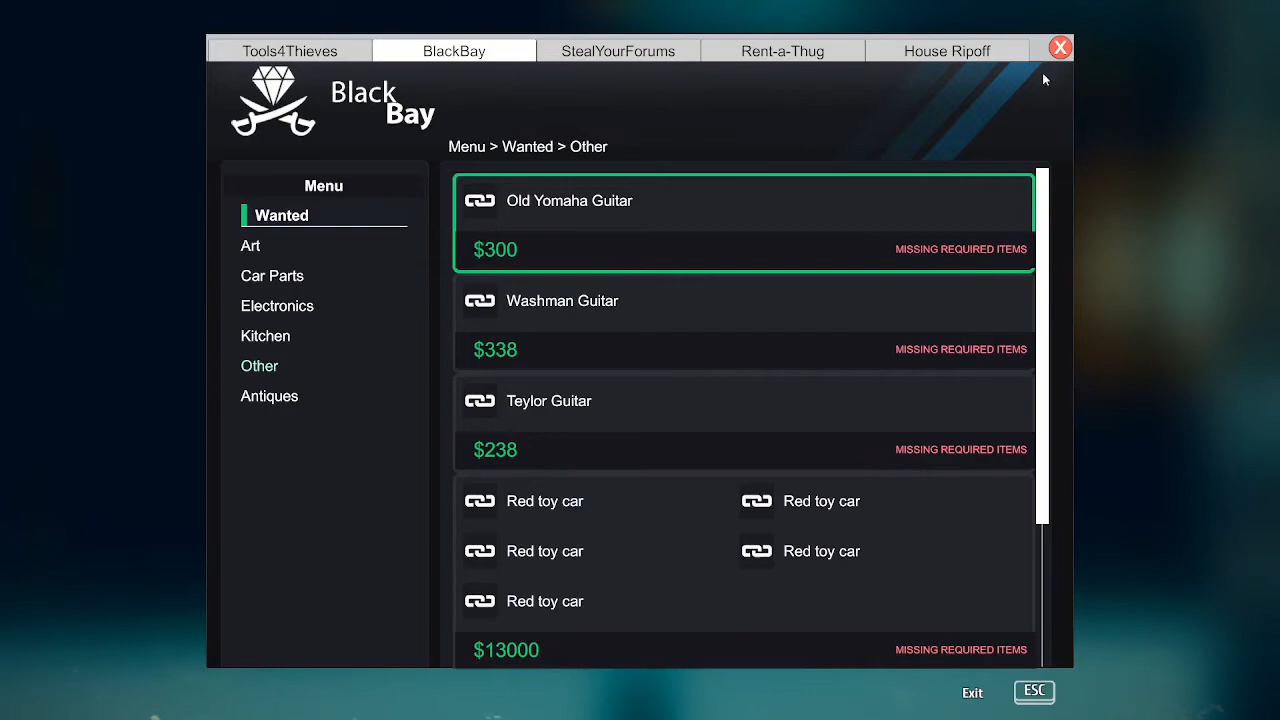 Tools4Thieves BlackBay StealYourForums Rent-a-Thug House Ripoff X
Black
Bay
Menu > Wanted > Other
Menu
Wanted
Art
Car Parts
Electronics
Kitchen
Other
Antiques
Old Yomaha Guitar
$300 MISSING REQUIRED ITEMS
Washman Guitar
$338 MISSING REQUIRED ITEMS
Teylor Guitar
$238 MISSING REQUIRED ITEMS
Red toy car Red toy car
Red toy car Red toy car
Red toy car
$13000 MISSING REQUIRED ITEMS
Exit ESC